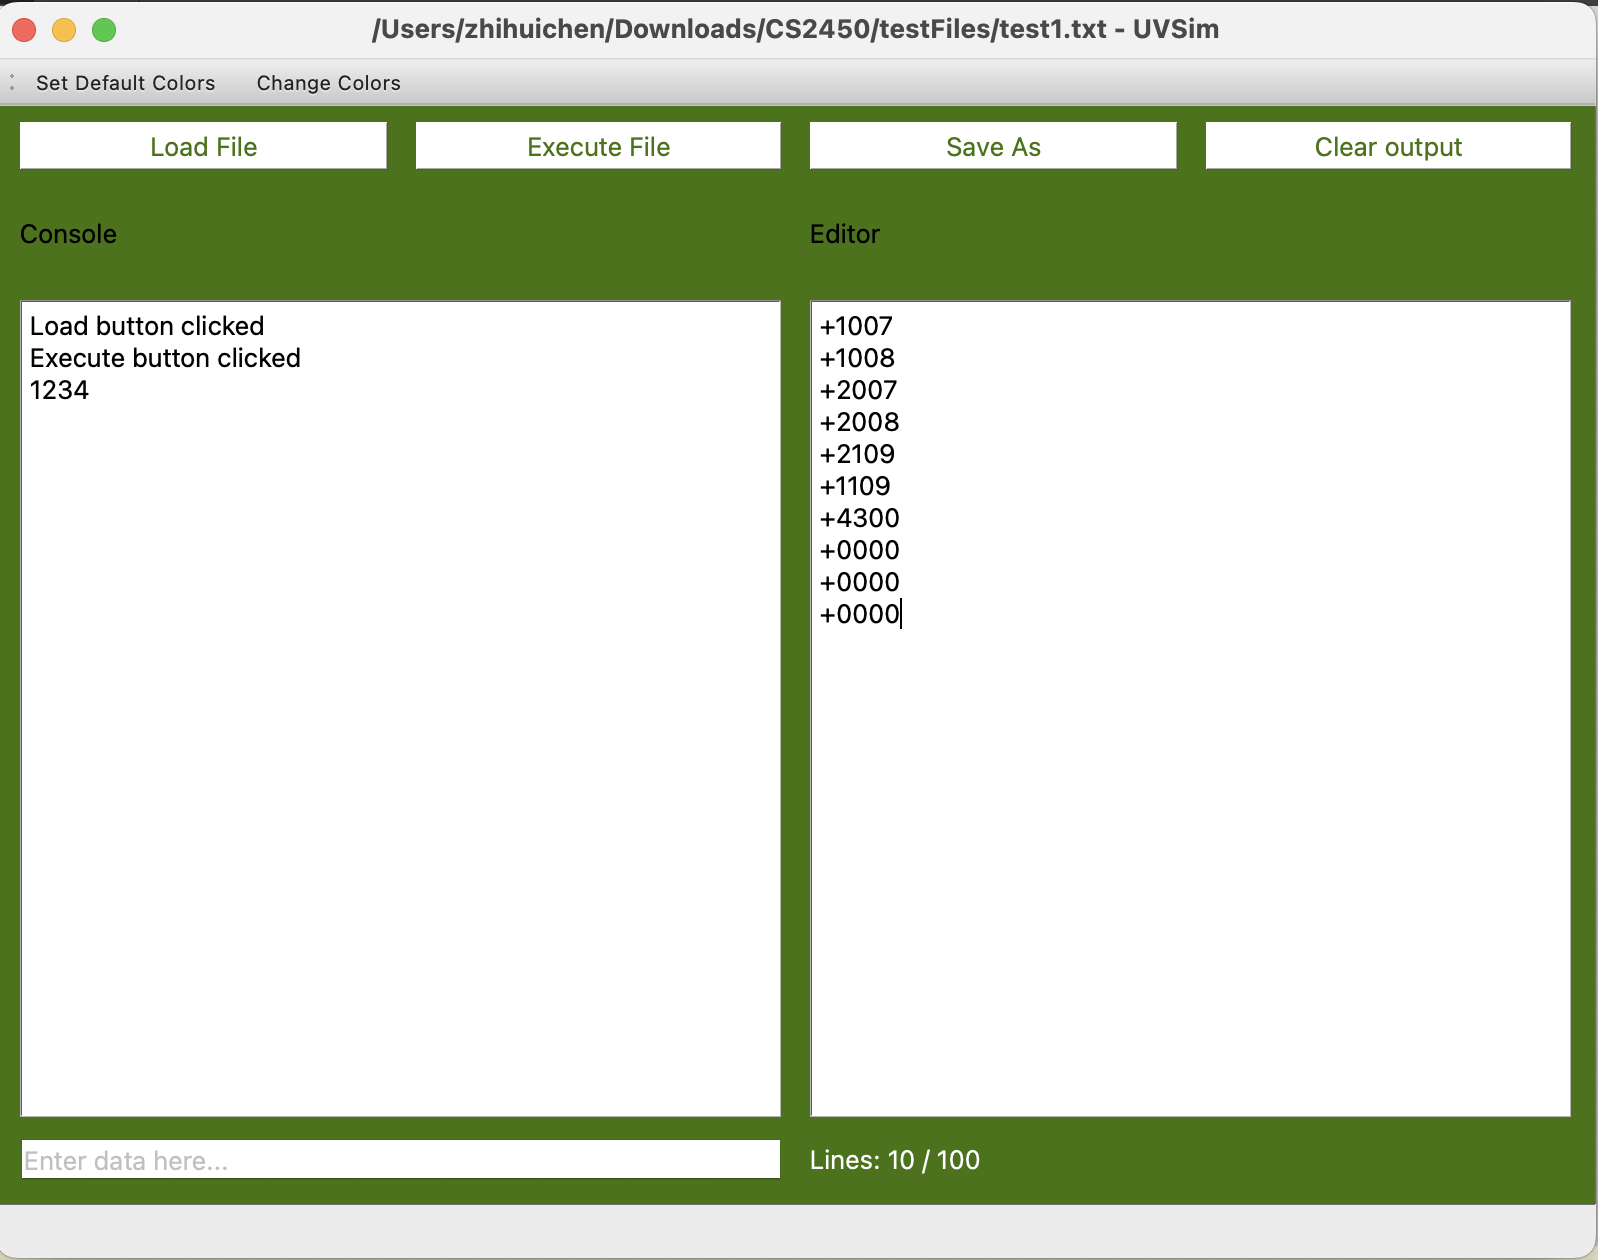 /Users/zhihuichen/Downloads/CS2450/testFiles/test1.txt - UVSim
Set Default Colors
Change Colors
Load File
Execute File
Save As
Clear output
Console
Load button clicked
Execute button clicked
1234
Enter data here...
Editor
+1007
+1008
+2007
+2008
+2109
+1109
+4300
+0000
+0000
+0000
Lines: 10 / 100